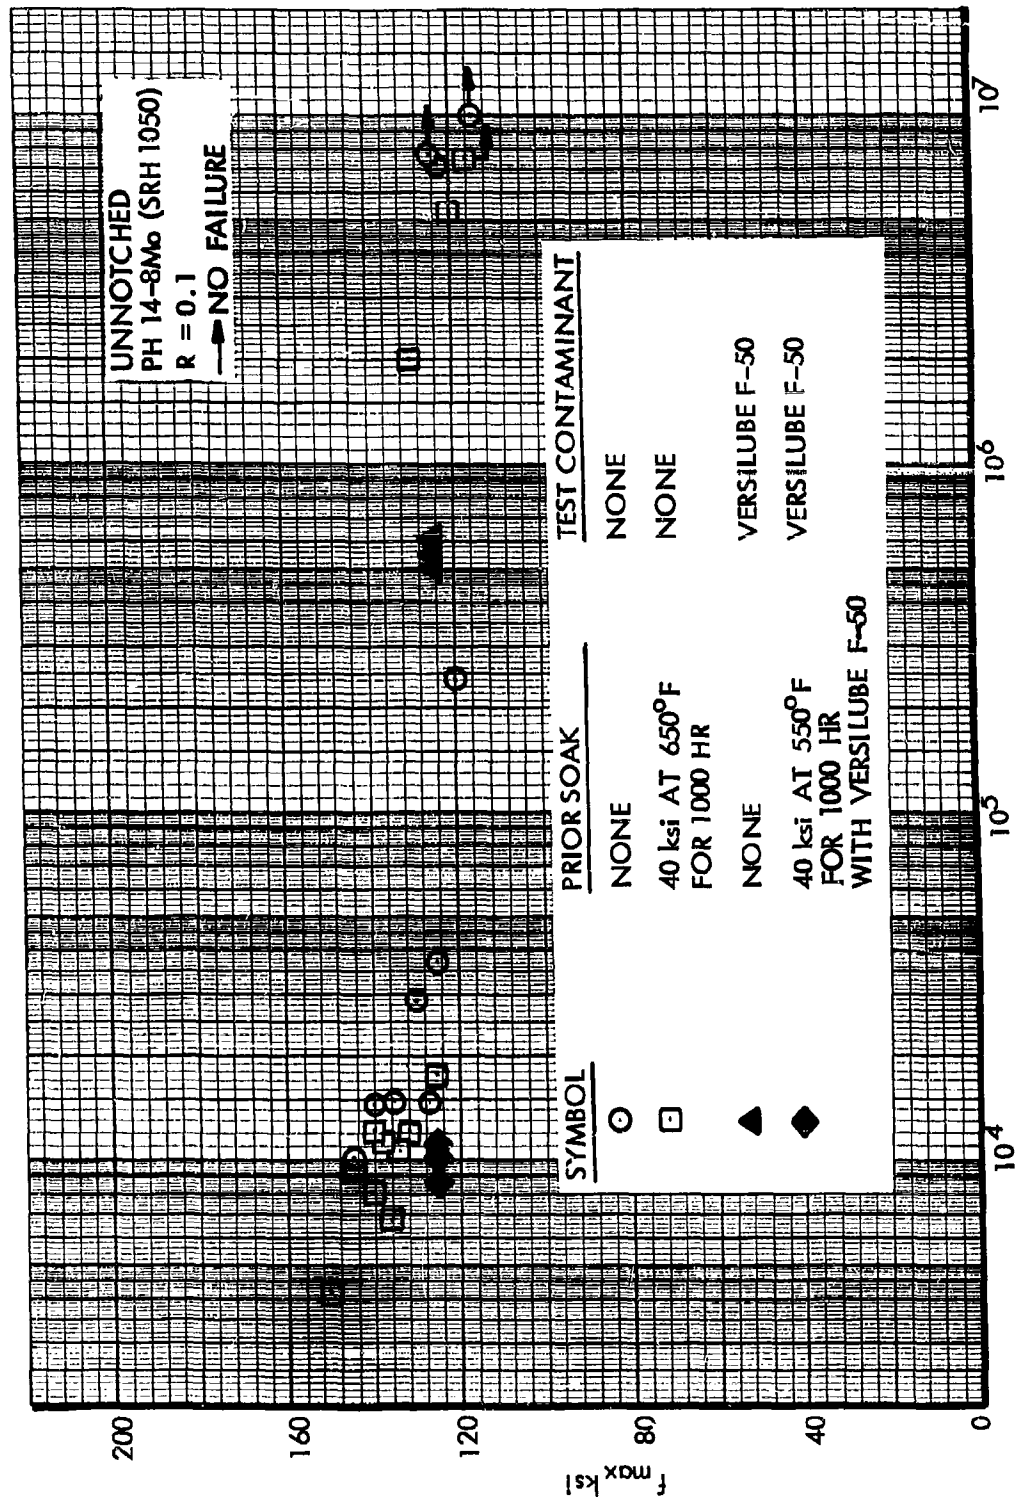 UNNOTCHED
PH 14-8Mo (SRH 1050)
R = 0.1
NO FAILURE
SYMBOL PRIOR SOAK TEST CONTAMINANT
NONE NONE
40 ksi AT 650°F NONE
FOR 1000 HR
NONE VERSILUBE F-50
40 ksi AT 550°F VERSILUBE F-50
FOR 1000 HR
WITH VERSILUBE F-50
f max ksi
200
160
120
80
40
0
10^4
10^5
10^6
10^7